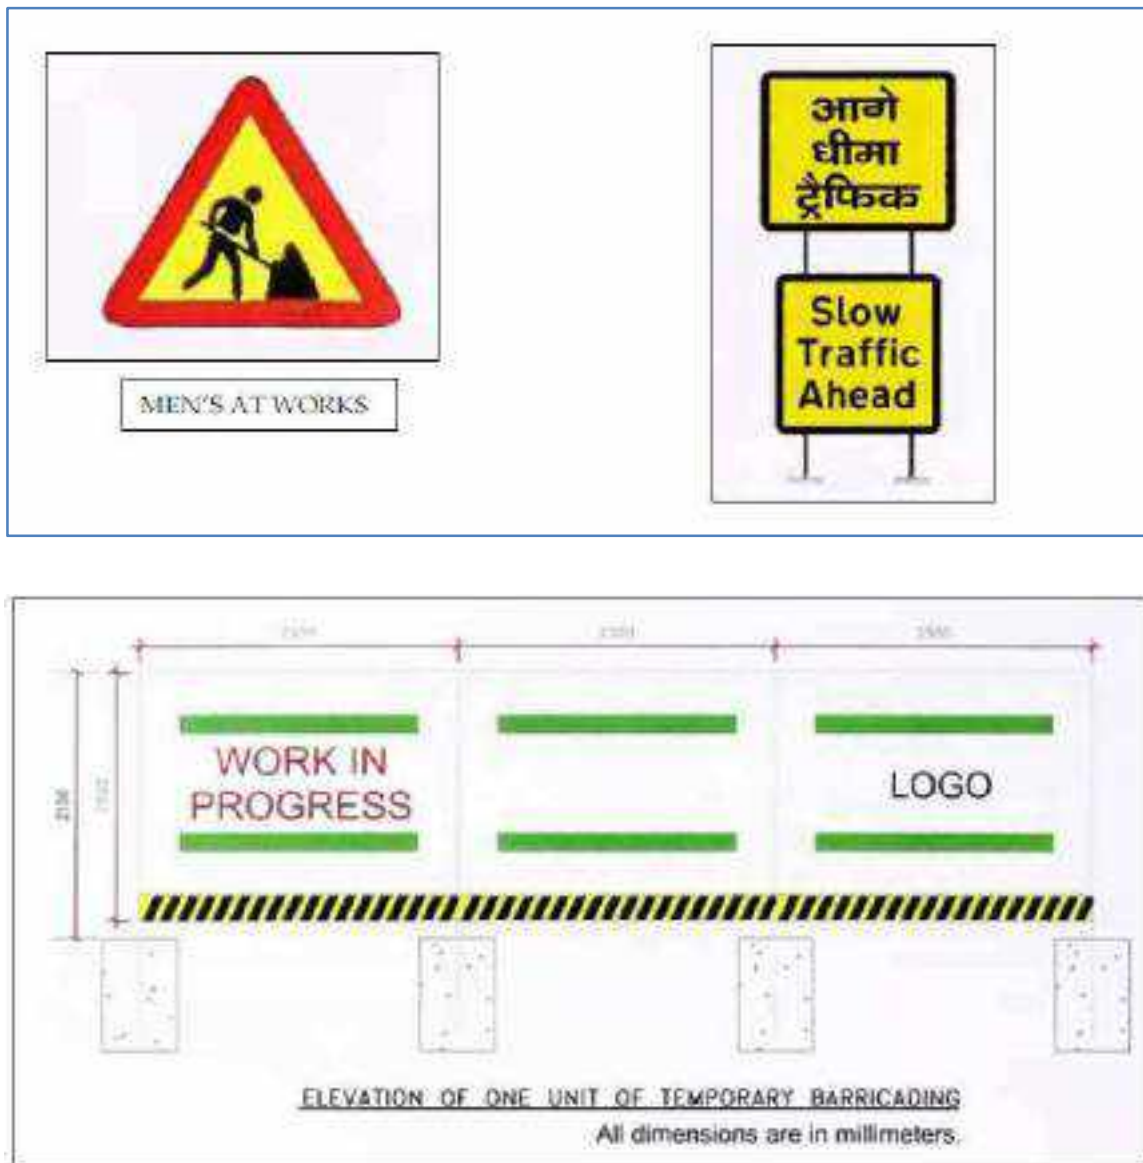 MEN'S AT WORKS
आगे
धीमा
ट्रैफिक
Slow
Traffic
Ahead
2150
WORK IN
PROGRESS
LOGO
ELEVATION OF ONE UNIT OF TEMPORARY BARRICADING
All dimensions are in millimeters.